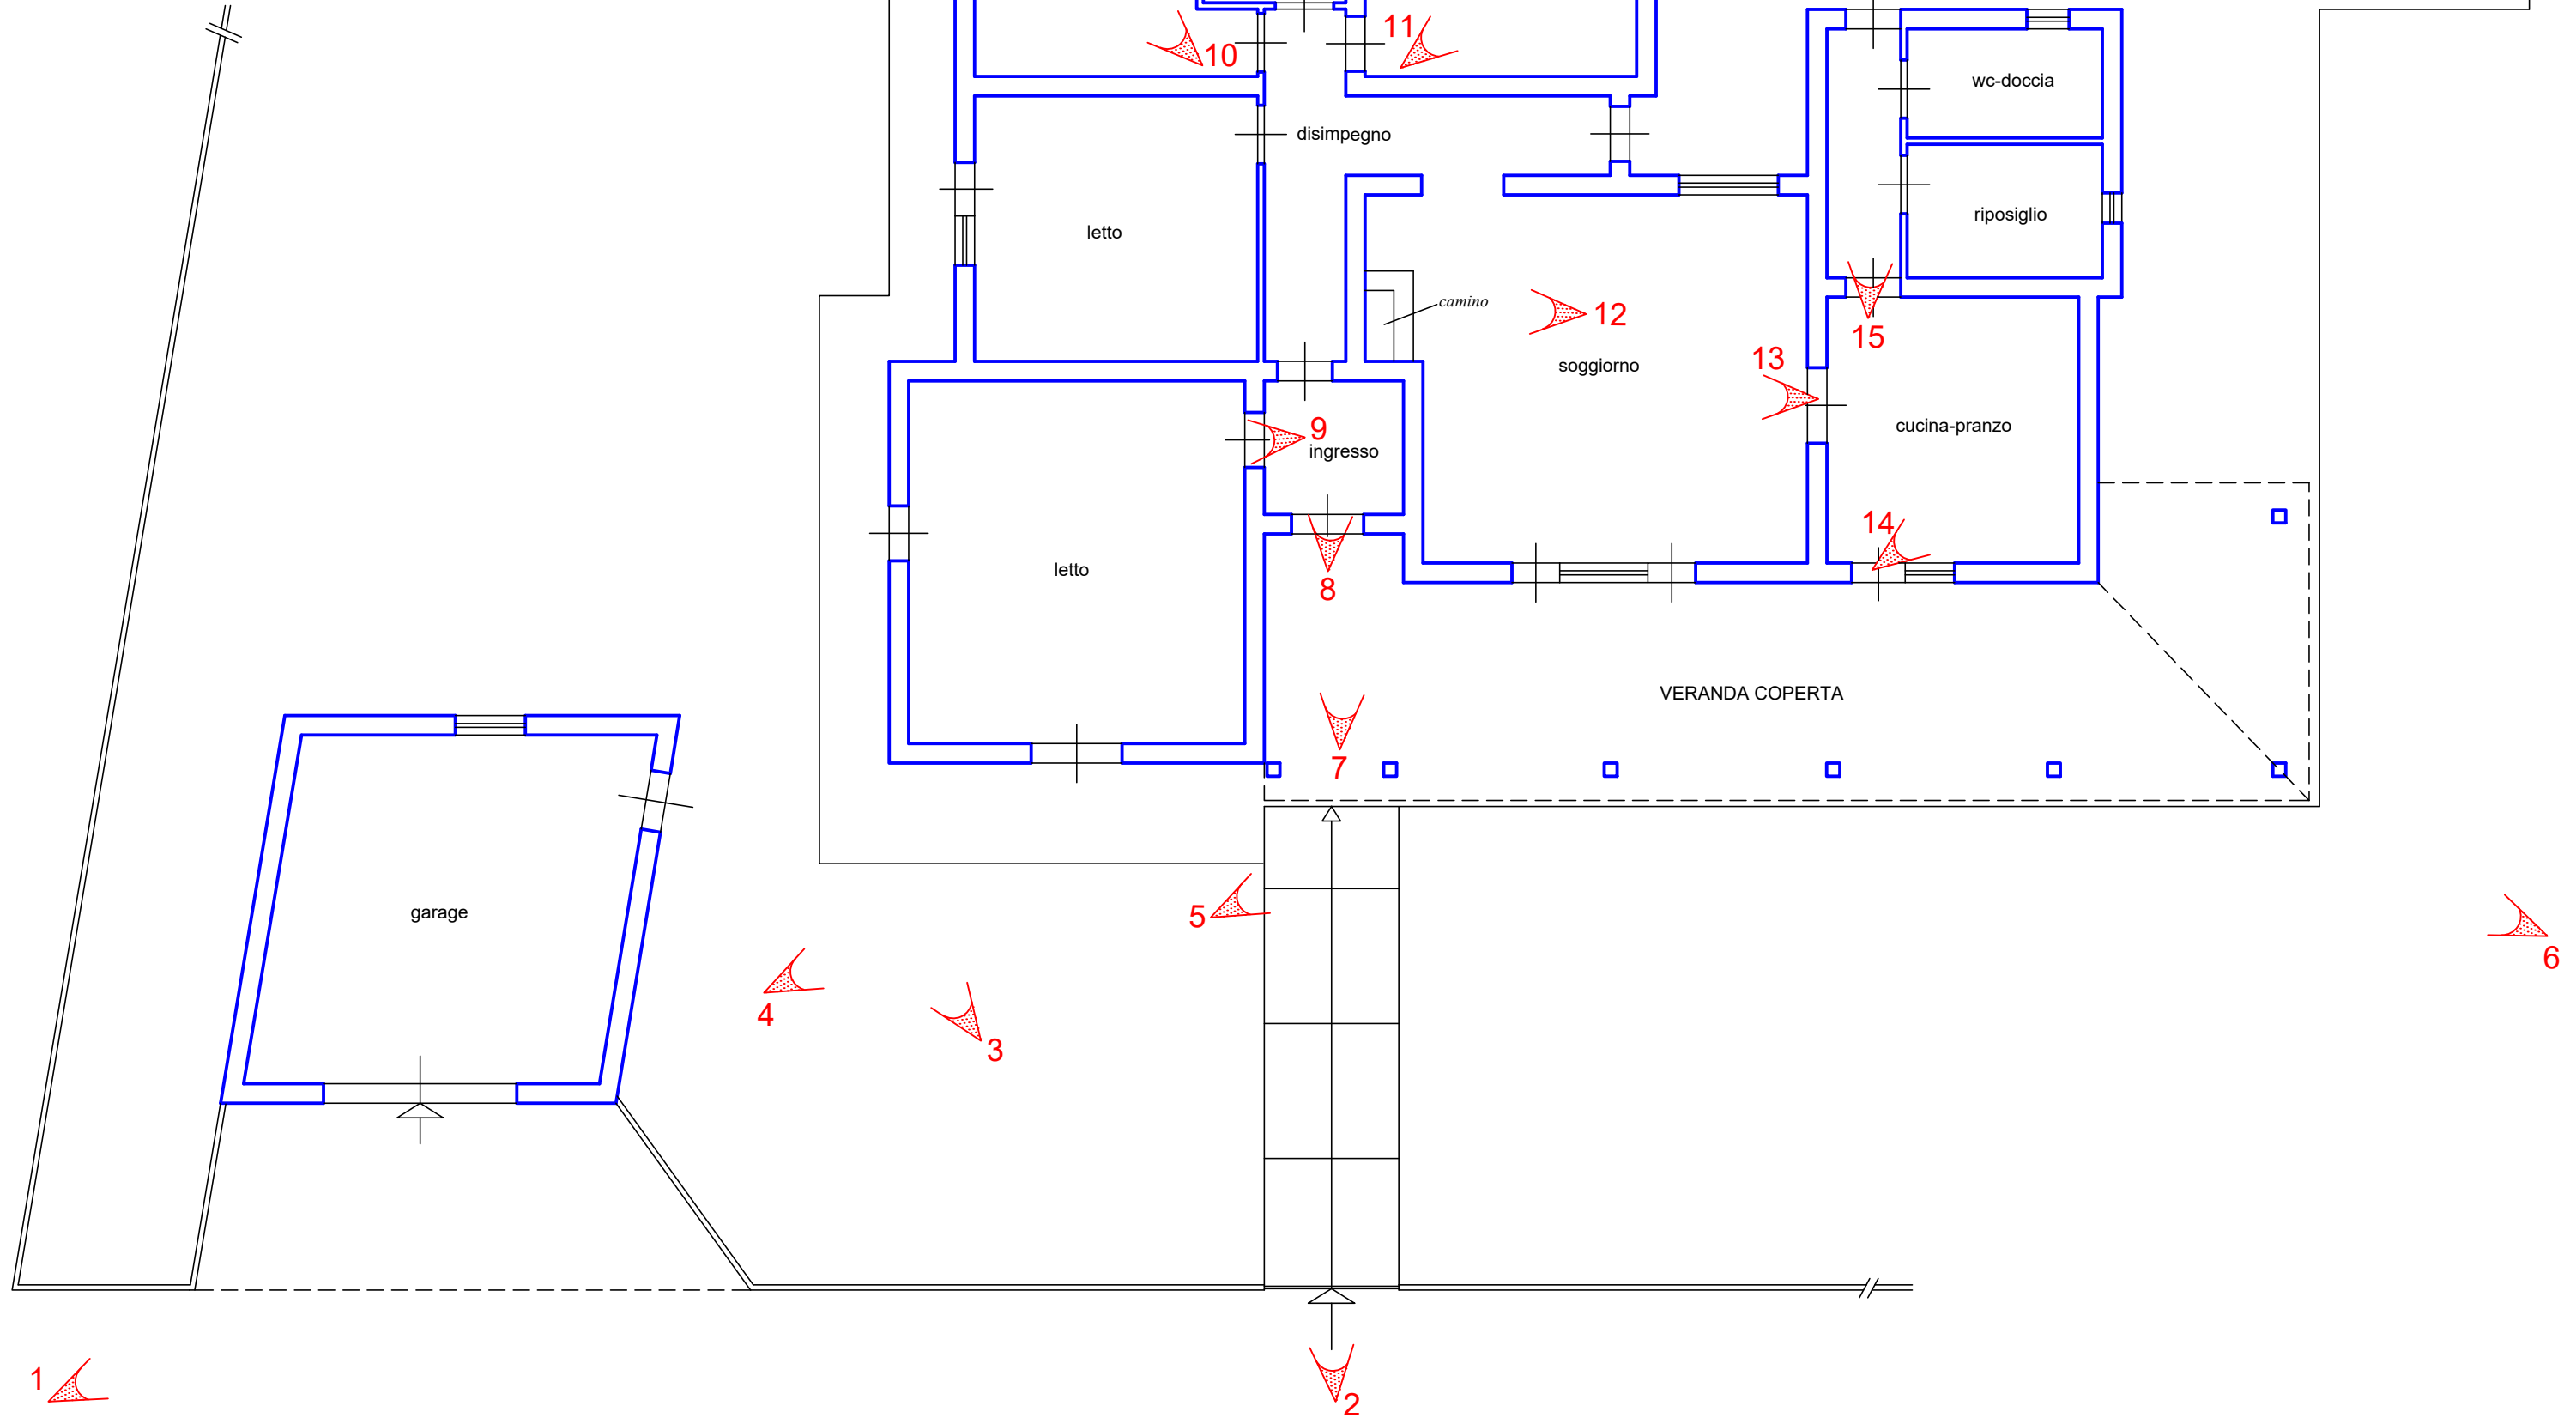 11
10
wc-doccia
disimpegno
riposiglio
letto
camino
12
15
soggiorno
13
cucina-pranzo
9
ingresso
14
letto
8
VERANDA COPERTA
7
garage
5
6
4
3
1
2